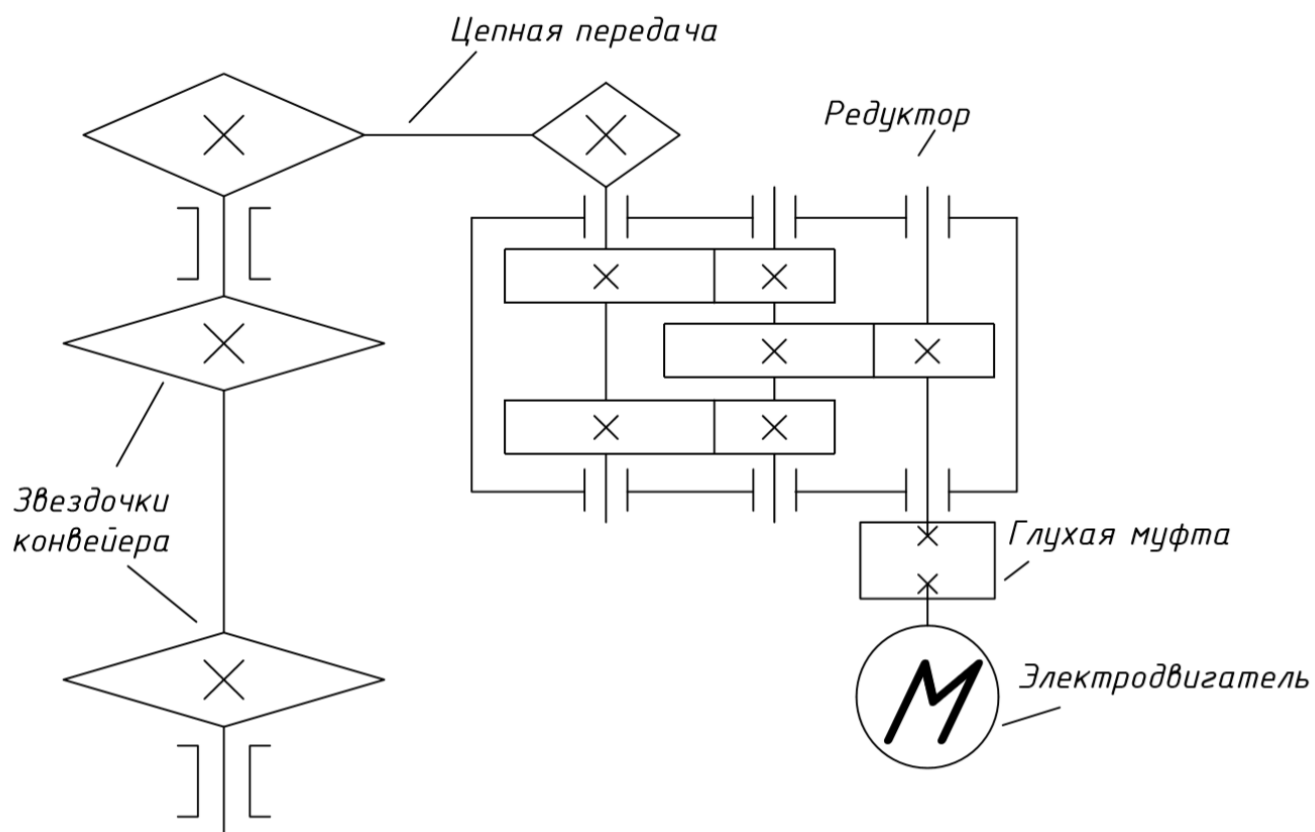 Цепная передача
Редуктор
Звездочки
конвейера
Глухая муфта
Электродвигатель
М